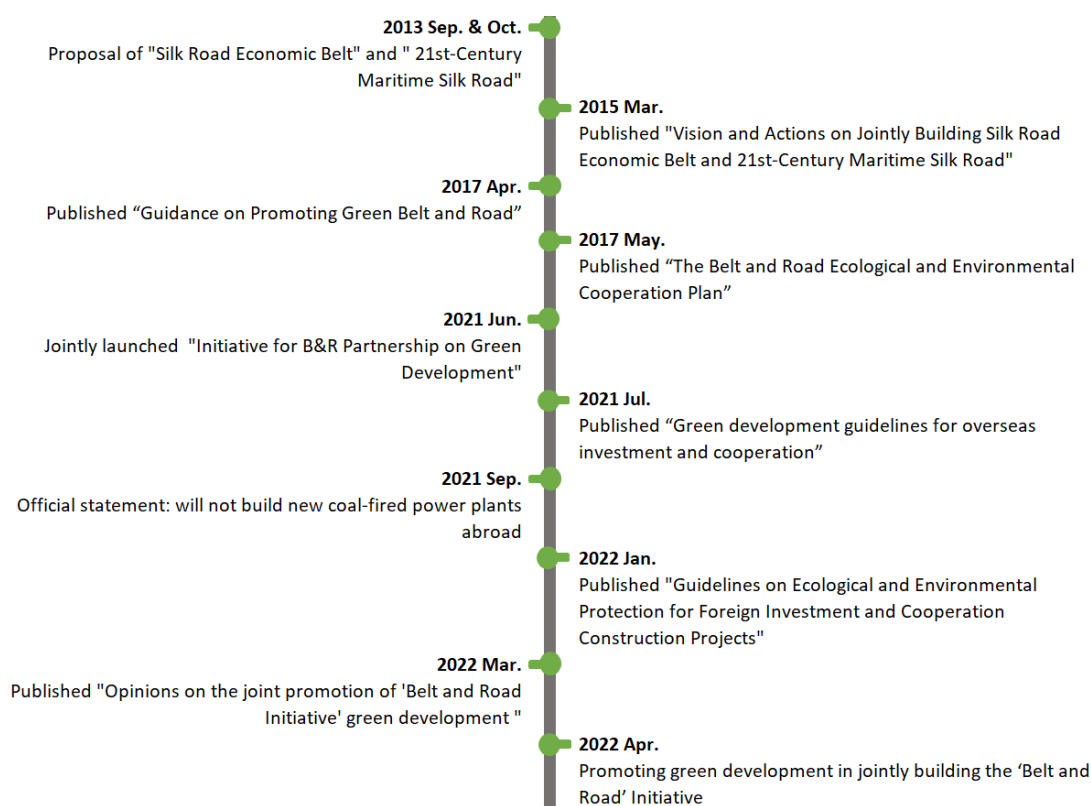 2013 Sep. & Oct.
Proposal of "Silk Road Economic Belt" and " 21st-Century
Maritime Silk Road"
2015 Mar.
Published "Vision and Actions on Jointly Building Silk Road
Economic Belt and 21st-Century Maritime Silk Road"
2017 Apr.
Published “Guidance on Promoting Green Belt and Road”
2017 May.
Published “The Belt and Road Ecological and Environmental
Cooperation Plan”
2021 Jun.
Jointly launched  "Initiative for B&R Partnership on Green
Development"
2021 Jul.
Published “Green development guidelines for overseas
investment and cooperation”
2021 Sep.
Official statement: will not build new coal-fired power plants
abroad
2022 Jan.
Published "Guidelines on Ecological and Environmental
Protection for Foreign Investment and Cooperation
Construction Projects"
2022 Mar.
Published "Opinions on the joint promotion of 'Belt and Road
Initiative' green development "
2022 Apr.
Promoting green development in jointly building the ‘Belt and
Road’ Initiative